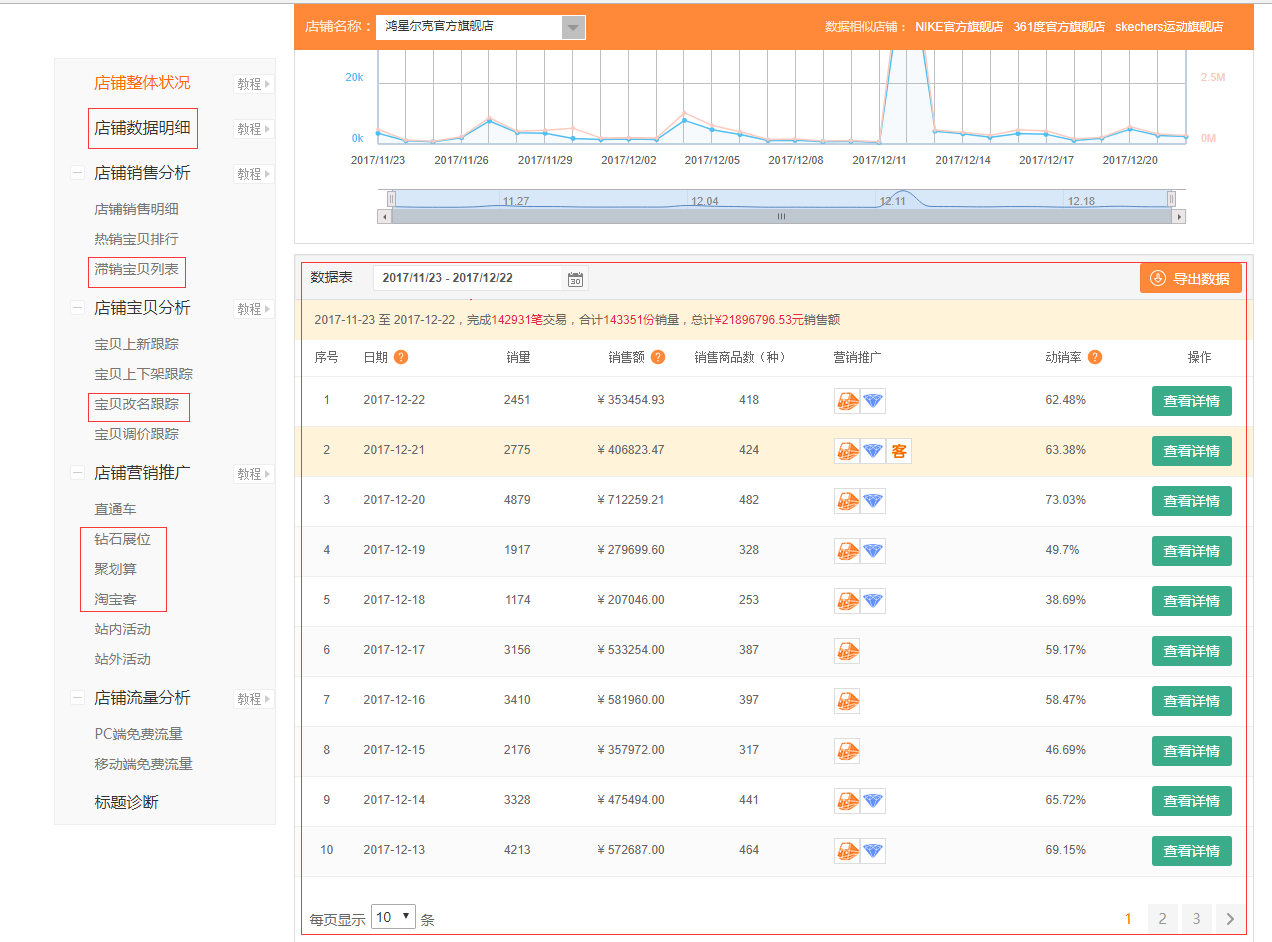 店铺名称： 鸿星尔克官方旗舰店 数据相似店铺： NIKE官方旗舰店 361度官方旗舰店 skechers运动旗舰店
店铺整体状况 教程
店铺数据明细 教程
店铺销售分析 教程
店铺销售明细
热销宝贝排行
滞销宝贝列表
店铺宝贝分析 教程
宝贝上新跟踪
宝贝上下架跟踪
宝贝改名跟踪
宝贝调价跟踪
店铺营销推广 教程
直通车
钻石展位
聚划算
淘宝客
站内活动
站外活动
店铺流量分析 教程
PC端免费流量
移动端免费流量
标题诊断
20k 2.5M
0k 0M
2017/11/23 2017/11/26 2017/11/29 2017/12/02 2017/12/05 2017/12/08 2017/12/11 2017/12/14 2017/12/17 2017/12/20
11.27 12.04 12.11 12.18
数据表 2017/11/23 - 2017/12/22 30 导出数据
2017-11-23 至 2017-12-22，完成142931笔交易，合计143351份销量，总计¥21896796.53元销售额
序号 日期 ? 销量 销售额 ? 销售商品数（种） 营销推广 动销率 ? 操作
1 2017-12-22 2451 ¥ 353454.93 418 62.48% 查看详情
2 2017-12-21 2775 ¥ 406823.47 424 客 63.38% 查看详情
3 2017-12-20 4879 ¥ 712259.21 482 73.03% 查看详情
4 2017-12-19 1917 ¥ 279699.60 328 49.7% 查看详情
5 2017-12-18 1174 ¥ 207046.00 253 38.69% 查看详情
6 2017-12-17 3156 ¥ 533254.00 387 59.17% 查看详情
7 2017-12-16 3410 ¥ 581960.00 397 58.47% 查看详情
8 2017-12-15 2176 ¥ 357972.00 317 46.69% 查看详情
9 2017-12-14 3328 ¥ 475494.00 441 65.72% 查看详情
10 2017-12-13 4213 ¥ 572687.00 464 69.15% 查看详情
每页显示 10 条 1 2 3